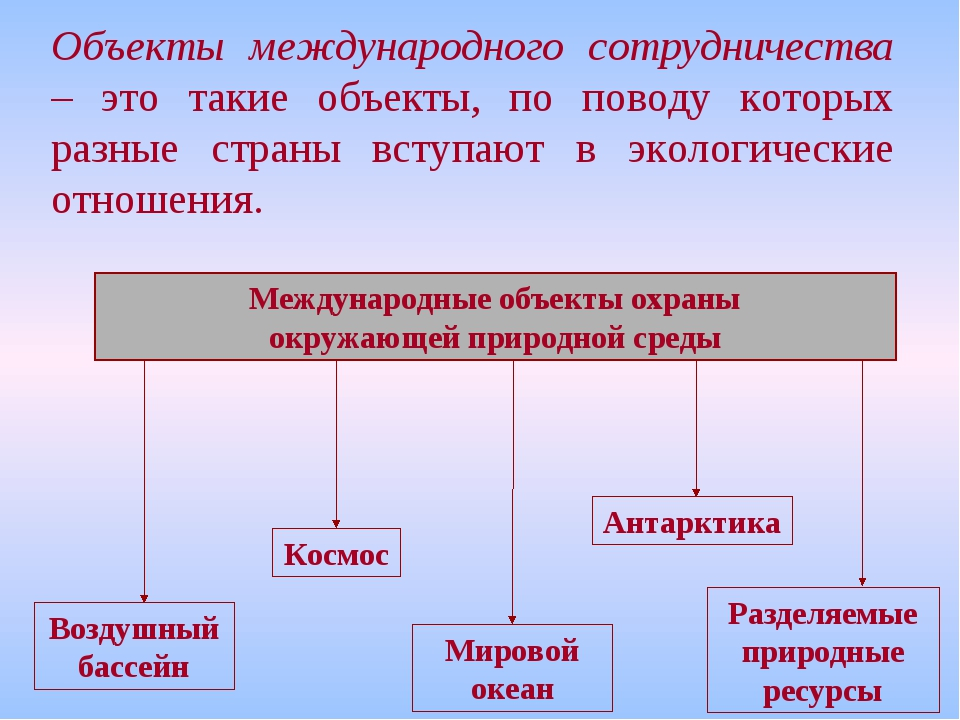 Объекты международного сотрудничества
– это такие объекты, по поводу которых
разные страны вступают в экологические
отношения.
Международные объекты охраны
окружающей природной среды
Антарктика
Космос
Воздушный
бассейн
Мировой
океан
Разделяемые
природные
ресурсы